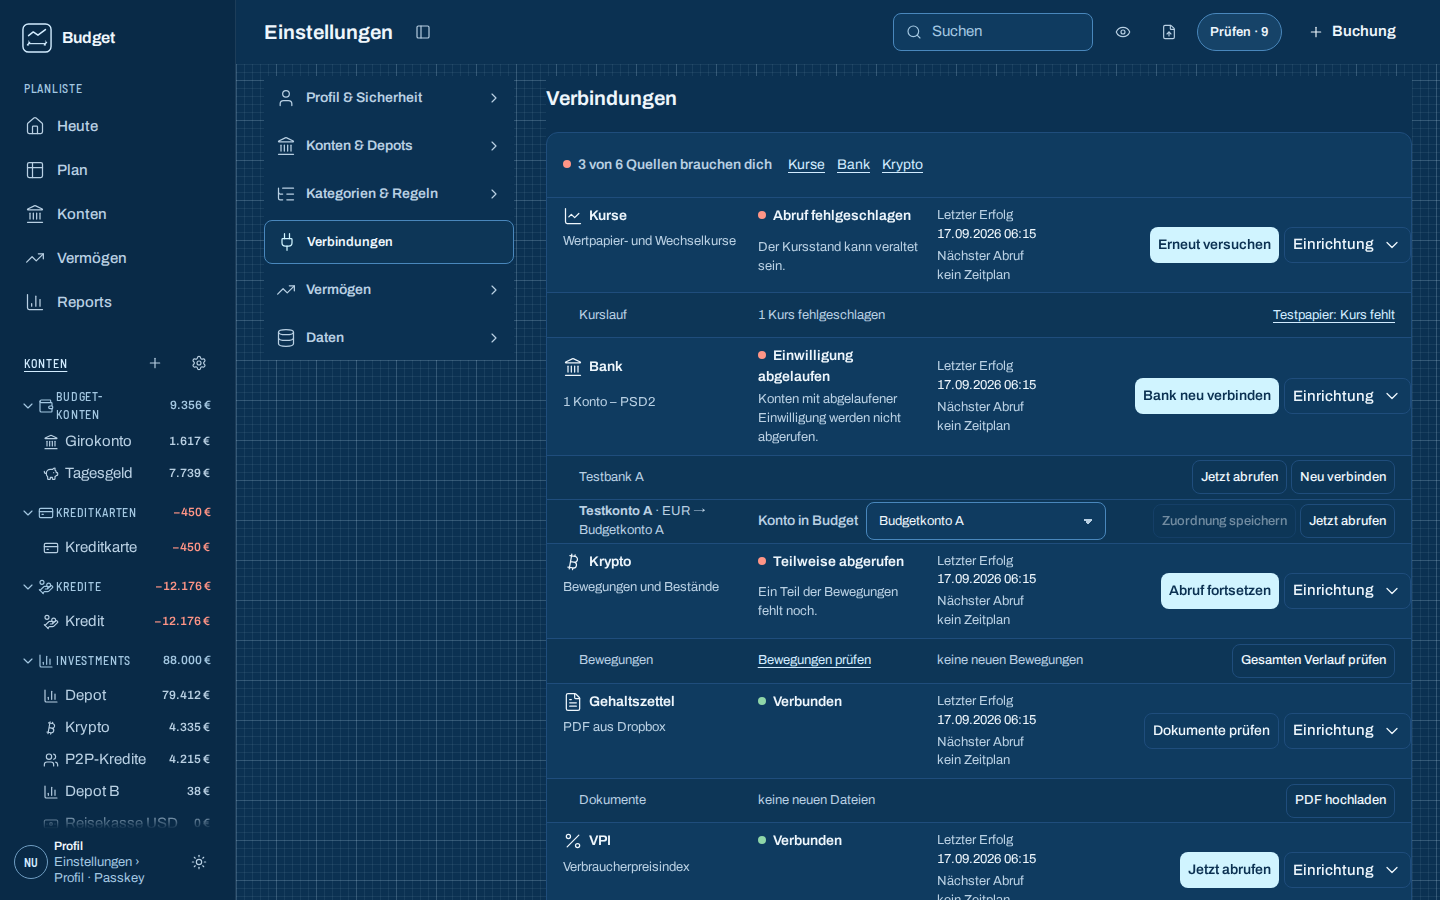 Budget
PLANLISTE
Heute
Plan
Konten
Vermögen
Reports
KONTEN
BUDGET-
KONTEN
9.356 €
Girokonto 1.617 €
Tagesgeld 7.739 €
KREDITKARTEN −450 €
Kreditkarte −450 €
KREDITE −12.176 €
Kredit −12.176 €
INVESTMENTS 88.000 €
Depot 79.412 €
Krypto 4.335 €
P2P-Kredite 4.215 €
Depot B 38 €
Reisekasse USD 0 €
NU
Profil
Einstellungen ›
Profil · Passkey
Einstellungen
Suchen
Prüfen · 9
Buchung
Profil & Sicherheit
Konten & Depots
Kategorien & Regeln
Verbindungen
Vermögen
Daten
Verbindungen
3 von 6 Quellen brauchen dich Kurse Bank Krypto
Kurse
Wertpapier- und Wechselkurse
Abruf fehlgeschlagen
Der Kursstand kann veraltet
sein.
Letzter Erfolg
17.09.2026 06:15
Nächster Abruf
kein Zeitplan
Erneut versuchen
Einrichtung
Kurslauf
1 Kurs fehlgeschlagen
Testpapier: Kurs fehlt
Bank
1 Konto – PSD2
Einwilligung
abgelaufen
Konten mit abgelaufener
Einwilligung werden nicht
abgerufen.
Letzter Erfolg
17.09.2026 06:15
Nächster Abruf
kein Zeitplan
Bank neu verbinden
Einrichtung
Testbank A
Jetzt abrufen
Neu verbinden
Testkonto A · EUR →
Budgetkonto A
Konto in Budget
Budgetkonto A
Zuordnung speichern
Jetzt abrufen
Krypto
Bewegungen und Bestände
Teilweise abgerufen
Ein Teil der Bewegungen
fehlt noch.
Letzter Erfolg
17.09.2026 06:15
Nächster Abruf
kein Zeitplan
Abruf fortsetzen
Einrichtung
Bewegungen
Bewegungen prüfen
keine neuen Bewegungen
Gesamten Verlauf prüfen
Gehaltszettel
PDF aus Dropbox
Verbunden
Letzter Erfolg
17.09.2026 06:15
Nächster Abruf
kein Zeitplan
Dokumente prüfen
Einrichtung
Dokumente
keine neuen Dateien
PDF hochladen
VPI
Verbraucherpreisindex
Verbunden
Letzter Erfolg
17.09.2026 06:15
Nächster Abruf
kein Zeitplan
Jetzt abrufen
Einrichtung